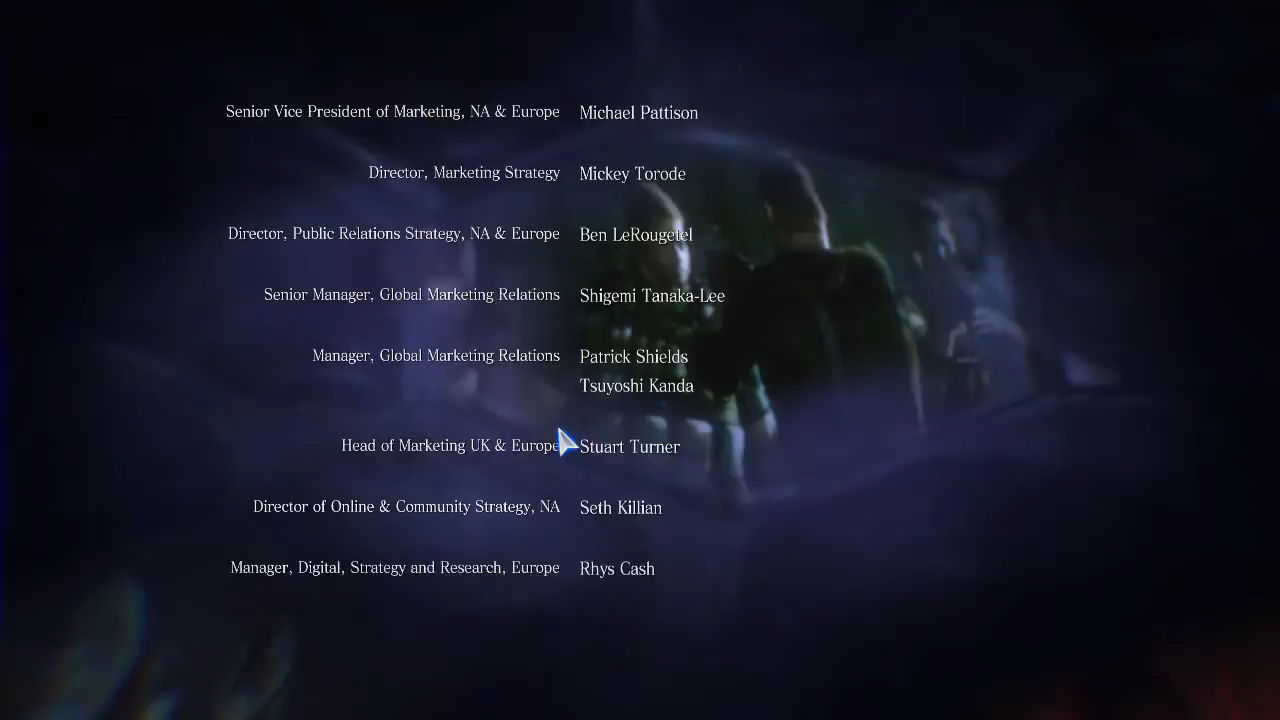 Senior Vice President of Marketing, NA & Europe Michael Pattison
Director, Marketing Strategy Mickey Torode
Director, Public Relations Strategy, NA & Europe Ben LeRougetel
Senior Manager, Global Marketing Relations Shigemi Tanaka-Lee
Manager, Global Marketing Relations Patrick Shields
Tsuyoshi Kanda
Head of Marketing UK & Europe Stuart Turner
Director of Online & Community Strategy, NA Seth Killian
Manager, Digital, Strategy and Research, Europe Rhys Cash